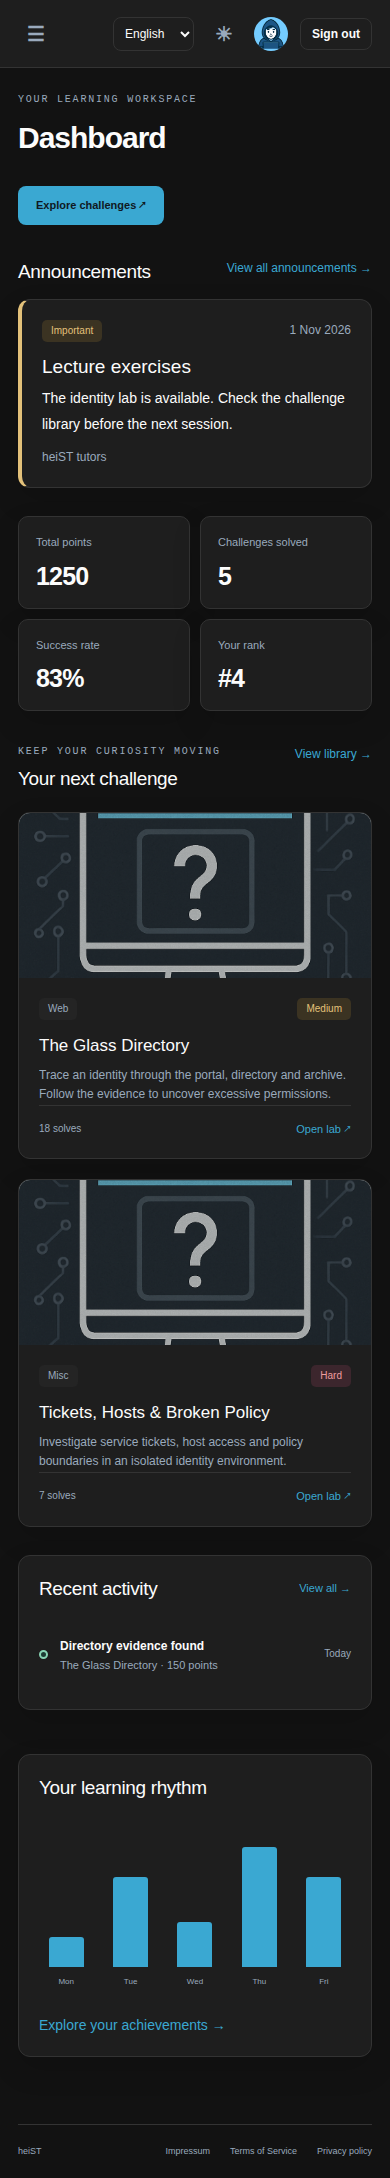 English
Sign out
YOUR LEARNING WORKSPACE
Dashboard
Explore challenges ↗
Announcements
View all announcements →
Important
1 Nov 2026
Lecture exercises
The identity lab is available. Check the challenge
library before the next session.
heiST tutors
Total points
1250
Challenges solved
5
Success rate
83%
Your rank
#4
KEEP YOUR CURIOSITY MOVING
View library →
Your next challenge
?
Web
Medium
The Glass Directory
Trace an identity through the portal, directory and archive.
Follow the evidence to uncover excessive permissions.
18 solves
Open lab ↗
?
Misc
Hard
Tickets, Hosts & Broken Policy
Investigate service tickets, host access and policy
boundaries in an isolated identity environment.
7 solves
Open lab ↗
Recent activity
View all →
Directory evidence found
The Glass Directory · 150 points
Today
Your learning rhythm
Mon
Tue
Wed
Thu
Fri
Explore your achievements →
heiST
Impressum
Terms of Service
Privacy policy